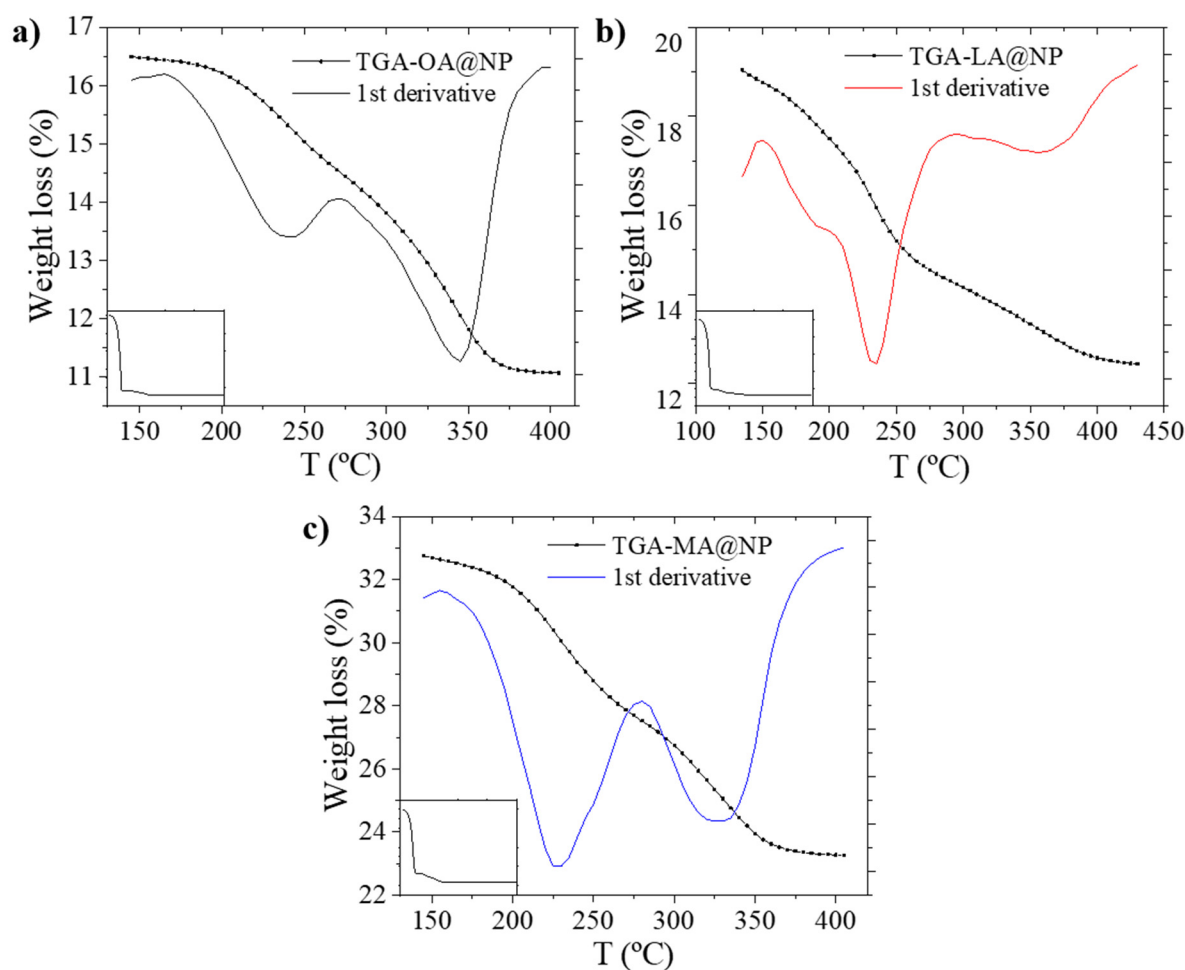 a)
TGA-OA@NP
1st derivative
17
16
15
14
13
12
11
Weight loss (%)
150 200 250 300 350 400
T (ºC)
b)
TGA-LA@NP
1st derivative
20
18
16
14
12
Weight loss (%)
100 150 200 250 300 350 400 450
T (ºC)
c)
TGA-MA@NP
1st derivative
34
32
30
28
26
24
22
Weight loss (%)
150 200 250 300 350 400
T (ºC)